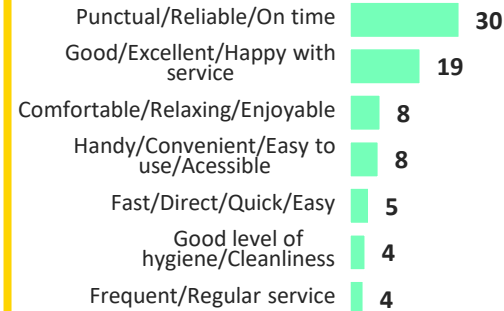 Punctual/Reliable/On time
30
Good/Excellent/Happy with
service
19
Comfortable/Relaxing/Enjoyable
8
Handy/Convenient/Easy to
use/Acessible
8
Fast/Direct/Quick/Easy
5
Good level of
hygiene/Cleanliness
4
Frequent/Regular service
4